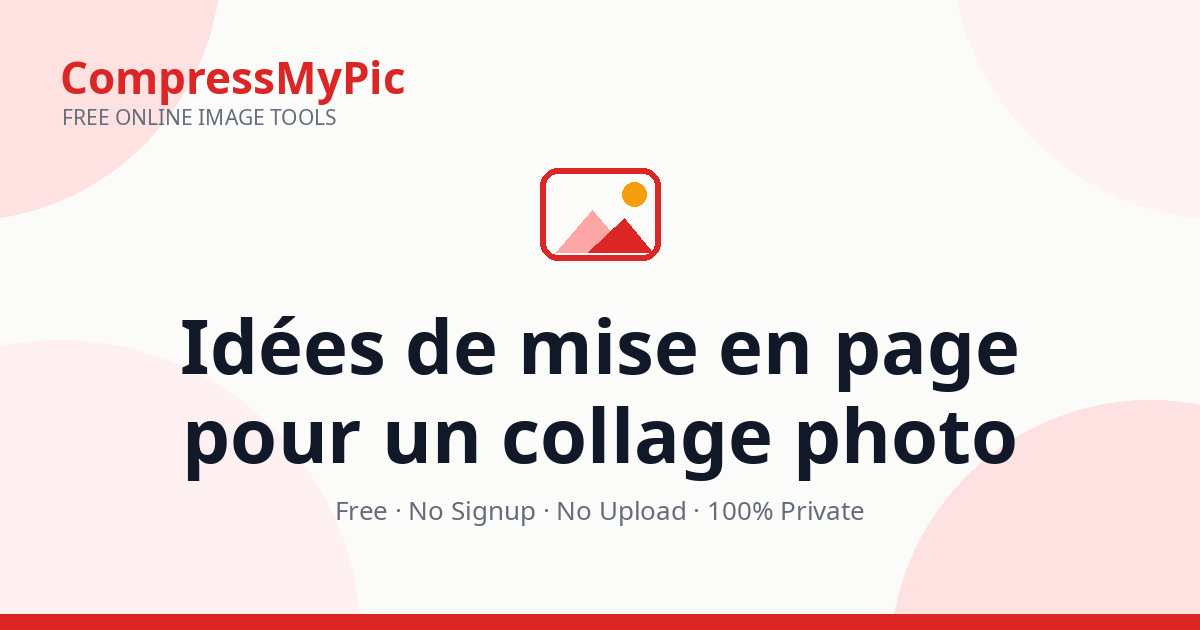 CompressMyPic
FREE ONLINE IMAGE TOOLS
Idées de mise en page
pour un collage photo
Free · No Signup · No Upload · 100% Private